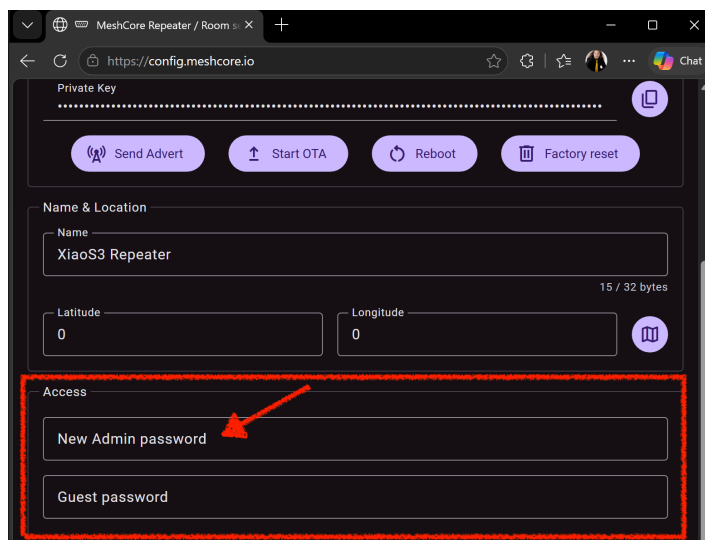 MeshCore Repeater / Room s
https://config.meshcore.io
Chat
Private Key
••••••••••••••••••••••••••••••••••••••••••••••••••••••••••••••••
Send Advert
Start OTA
Reboot
Factory reset
Name & Location
Name
XiaoS3 Repeater
15 / 32 bytes
Latitude
Longitude
0
0
Access
New Admin password
Guest password